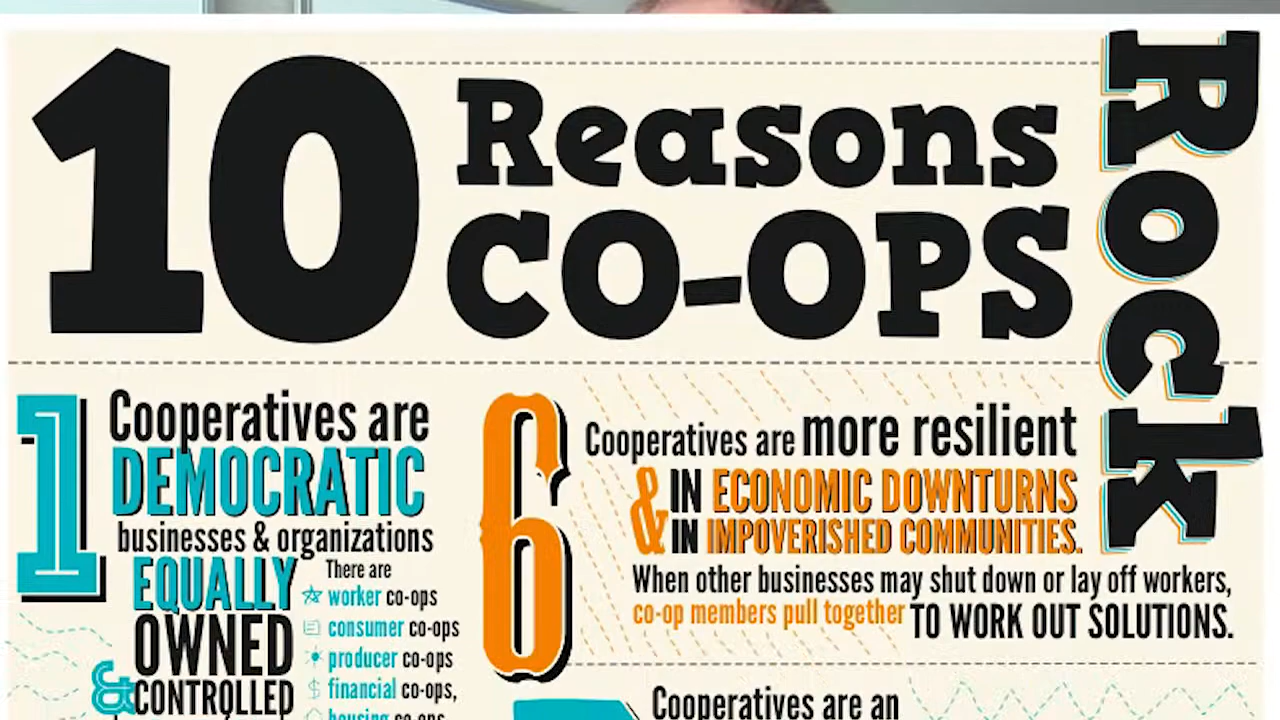 10 Reasons
CO-OPS
Rock
1 Cooperatives are
DEMOCRATIC
businesses & organizations
EQUALLY
OWNED
& CONTROLLED
There are
worker co-ops
consumer co-ops
producer co-ops
financial co-ops,
housing co-ops
6 Cooperatives are more resilient
IN ECONOMIC DOWNTURNS
& IN IMPOVERISHED COMMUNITIES.
When other businesses may shut down or lay off workers,
co-op members pull together TO WORK OUT SOLUTIONS.
Cooperatives are an